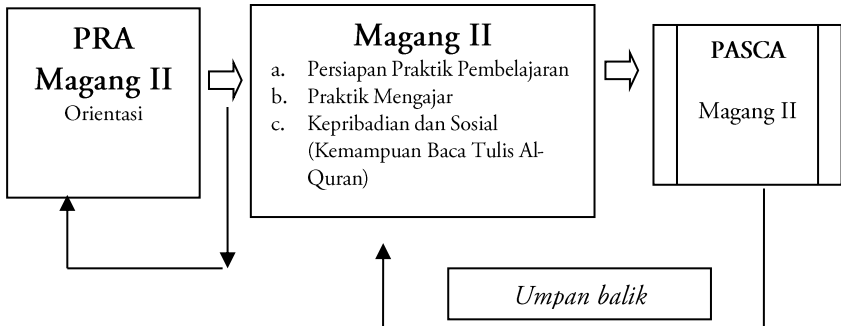 PRA
Magang II
Orientasi
Magang II
a. Persiapan Praktik Pembelajaran
b. Praktik Mengajar
c. Kepribadian dan Sosial
(Kemampuan Baca Tulis Al-
Quran)
PASCA
Magang II
Umpan balik